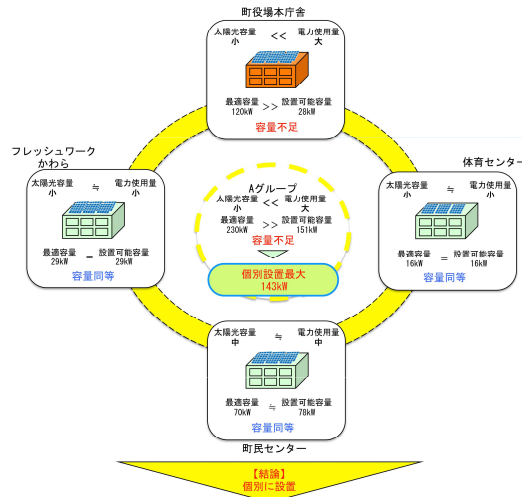 町役場本庁舎
太陽光容量 << 電力使用量
小 大
最適容量 >> 設置可能容量
120kW 28kW
容量不足
フレッシュワーク
かわら
太陽光容量 ≒ 電力使用量
小 小
最適容量 = 設置可能容量
29kW 29kW
容量同等
Aグループ
太陽光容量 << 電力使用量
小 大
最適容量 >> 設置可能容量
230kW 151kW
容量不足
個別設置最大
143kW
体育センター
太陽光容量 ≒ 電力使用量
小 小
最適容量 = 設置可能容量
16kW 16kW
容量同等
太陽光容量 ≒ 電力使用量
中 中
最適容量 ≒ 設置可能容量
70kW 78kW
容量同等
町民センター
【結論】
個別に設置